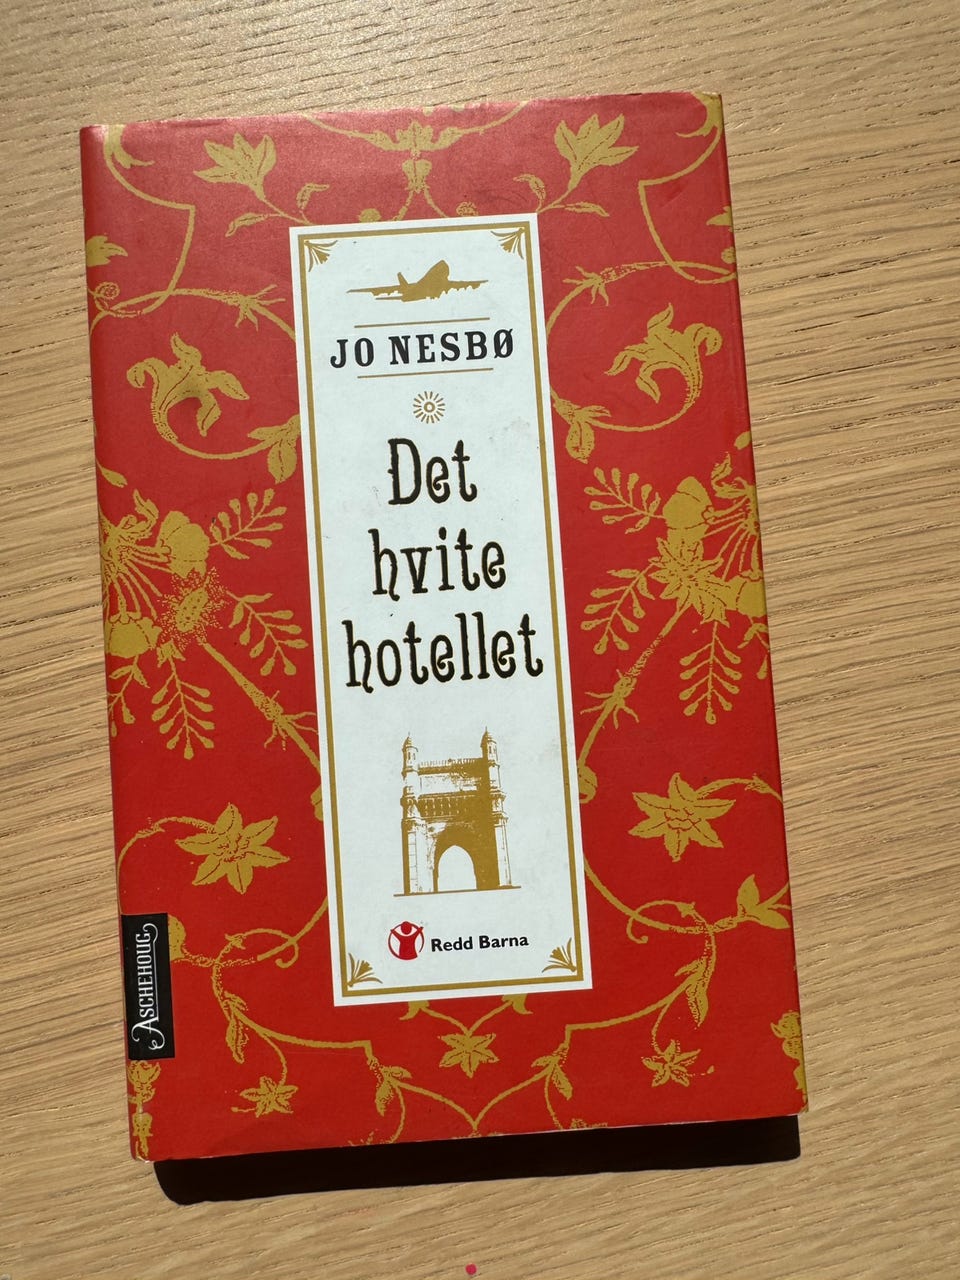 JO NESBØ
Det
hvite
hotellet
Redd Barna
ASCHEHOUG